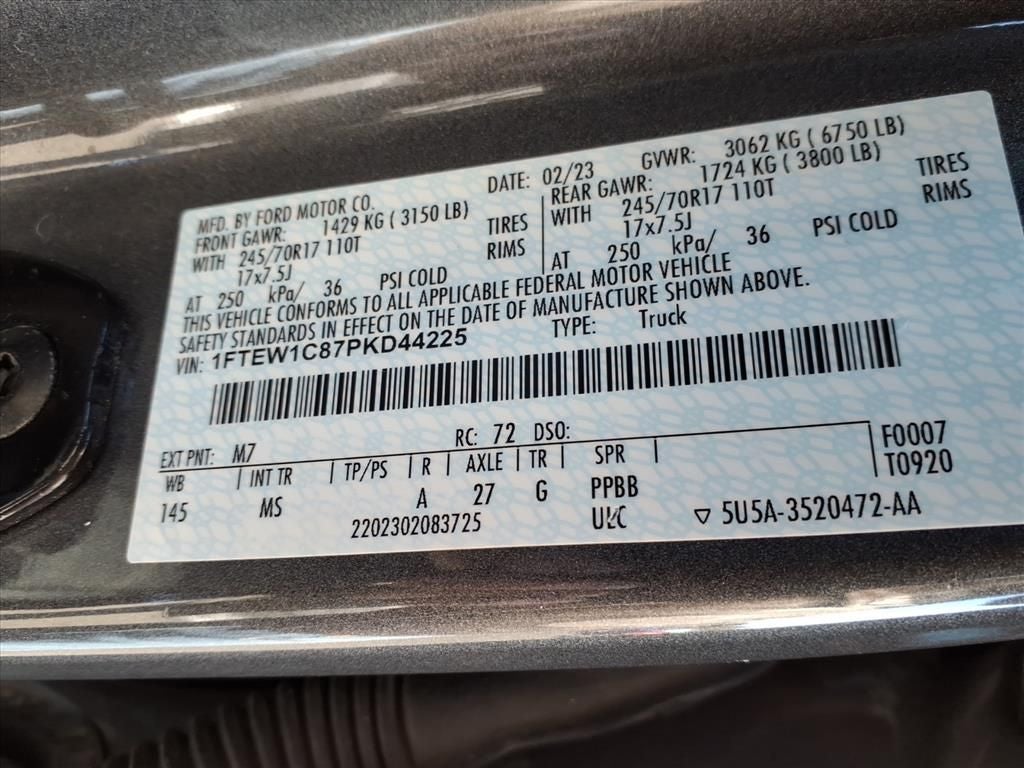 MFD. BY FORD MOTOR CO. DATE: 02/23 GVWR: 3062 KG ( 6750 LB)
FRONT GAWR: 1429 KG ( 3150 LB) REAR GAWR: 1724 KG ( 3800 LB)
WITH 245/70R17 110T TIRES WITH 245/70R17 110T TIRES
17x7.5J RIMS 17x7.5J RIMS
AT 250 kPa/ 36 PSI COLD AT 250 kPa/ 36 PSI COLD
THIS VEHICLE CONFORMS TO ALL APPLICABLE FEDERAL MOTOR VEHICLE
SAFETY STANDARDS IN EFFECT ON THE DATE OF MANUFACTURE SHOWN ABOVE.
VIN: 1FTEW1C87PKD44225 TYPE: Truck
EXT PNT: M7 RC: 72 DSO: F0007
WB INT TR TP/PS R AXLE TR SPR T0920
145 MS A 27 G PPBB
2202302083725 5U5A-3520472-AA